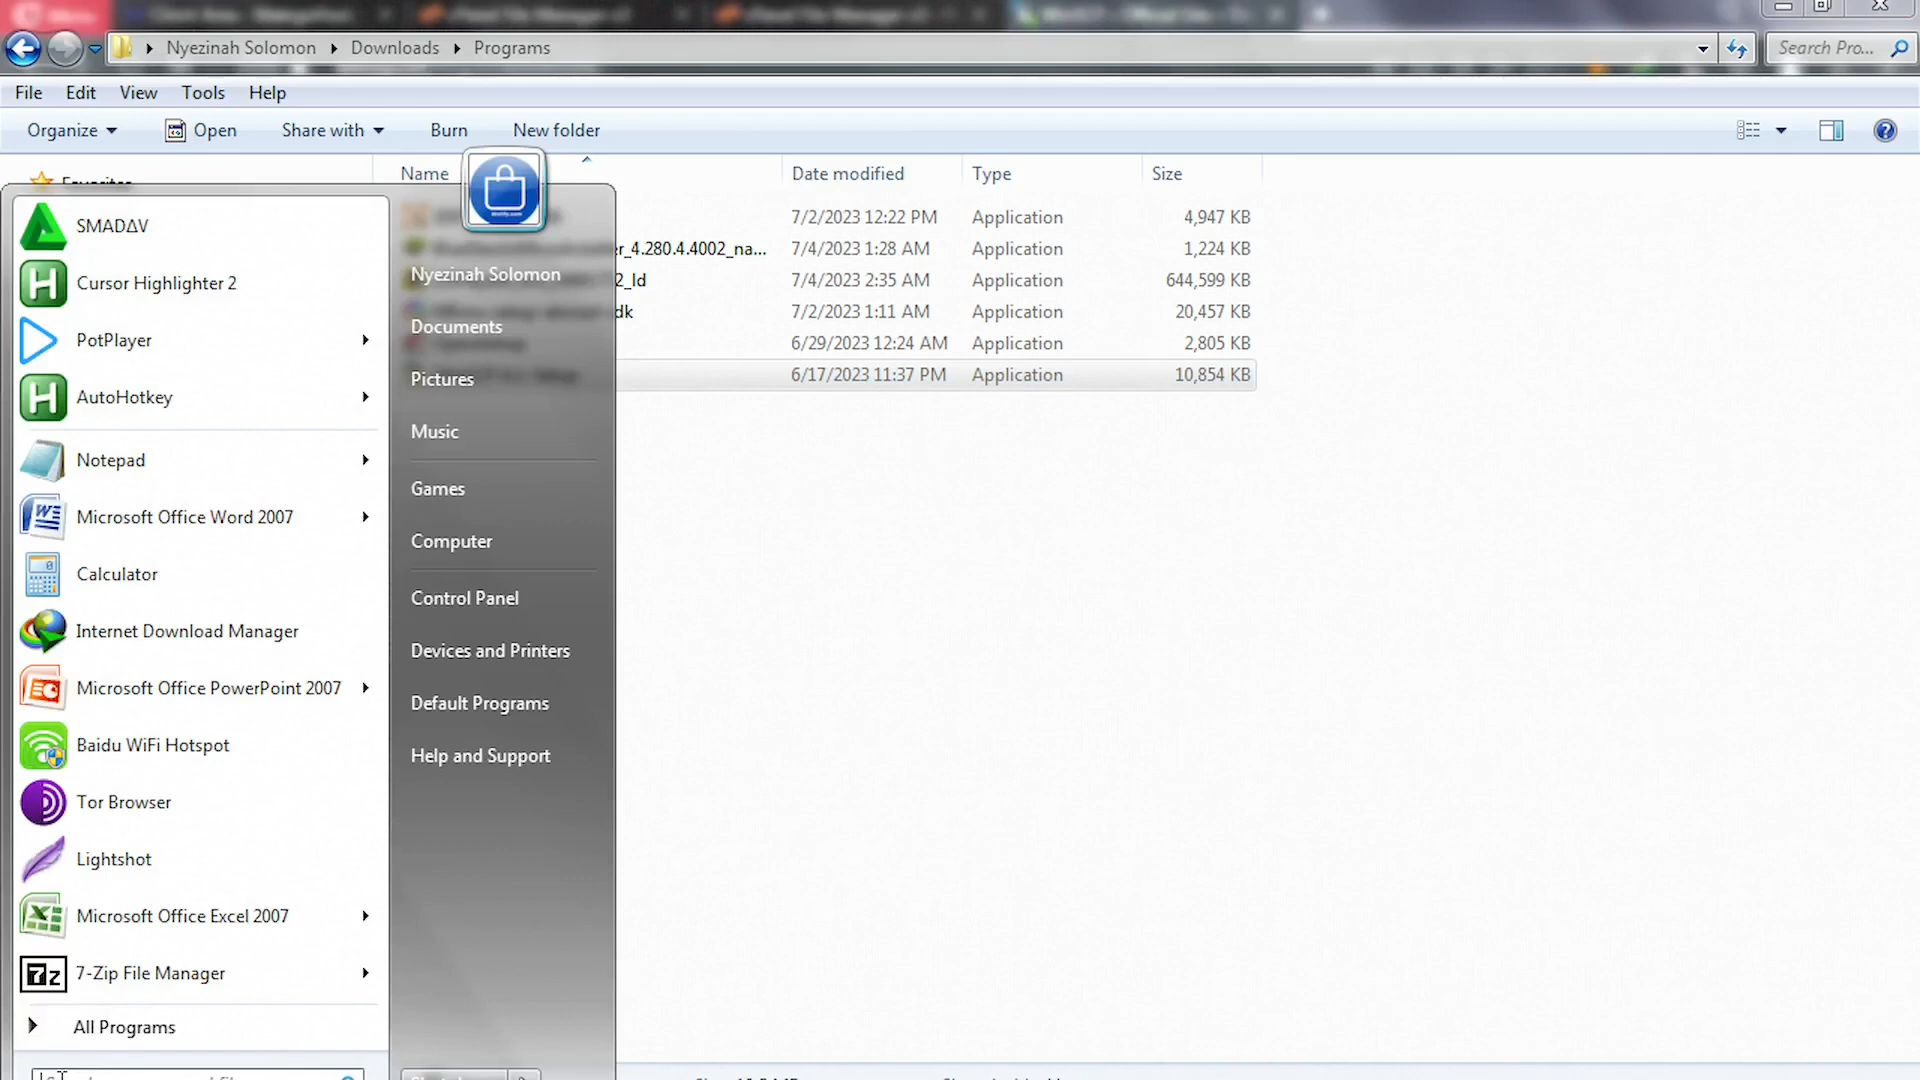 Nyezinah Solomon Downloads Programs
Search Pro...
File Edit View Tools Help
Organize Open Share with Burn New folder
Name Date modified Type Size
7/2/2023 12:22 PM Application 4,947 KB
r_4.280.4.4002_na... 7/4/2023 1:28 AM Application 1,224 KB
2_ld 7/4/2023 2:35 AM Application 644,599 KB
dk 7/2/2023 1:11 AM Application 20,457 KB
6/29/2023 12:24 AM Application 2,805 KB
6/17/2023 11:37 PM Application 10,854 KB
SMADΔV
Cursor Highlighter 2
PotPlayer
AutoHotkey
Notepad
Microsoft Office Word 2007
Calculator
Internet Download Manager
Microsoft Office PowerPoint 2007
Baidu WiFi Hotspot
Tor Browser
Lightshot
Microsoft Office Excel 2007
7-Zip File Manager
All Programs
Nyezinah Solomon
Documents
Pictures
Music
Games
Computer
Control Panel
Devices and Printers
Default Programs
Help and Support